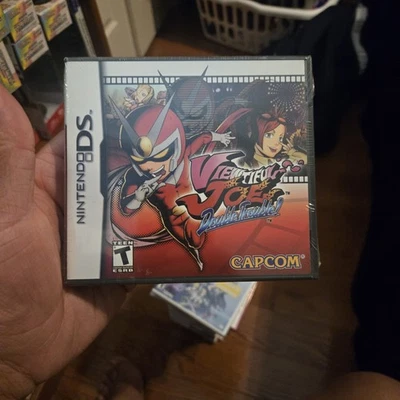 NINTENDO DS
VIEWTIFUL
JOE
Double Trouble!
TEEN
T
ESRB
CAPCOM